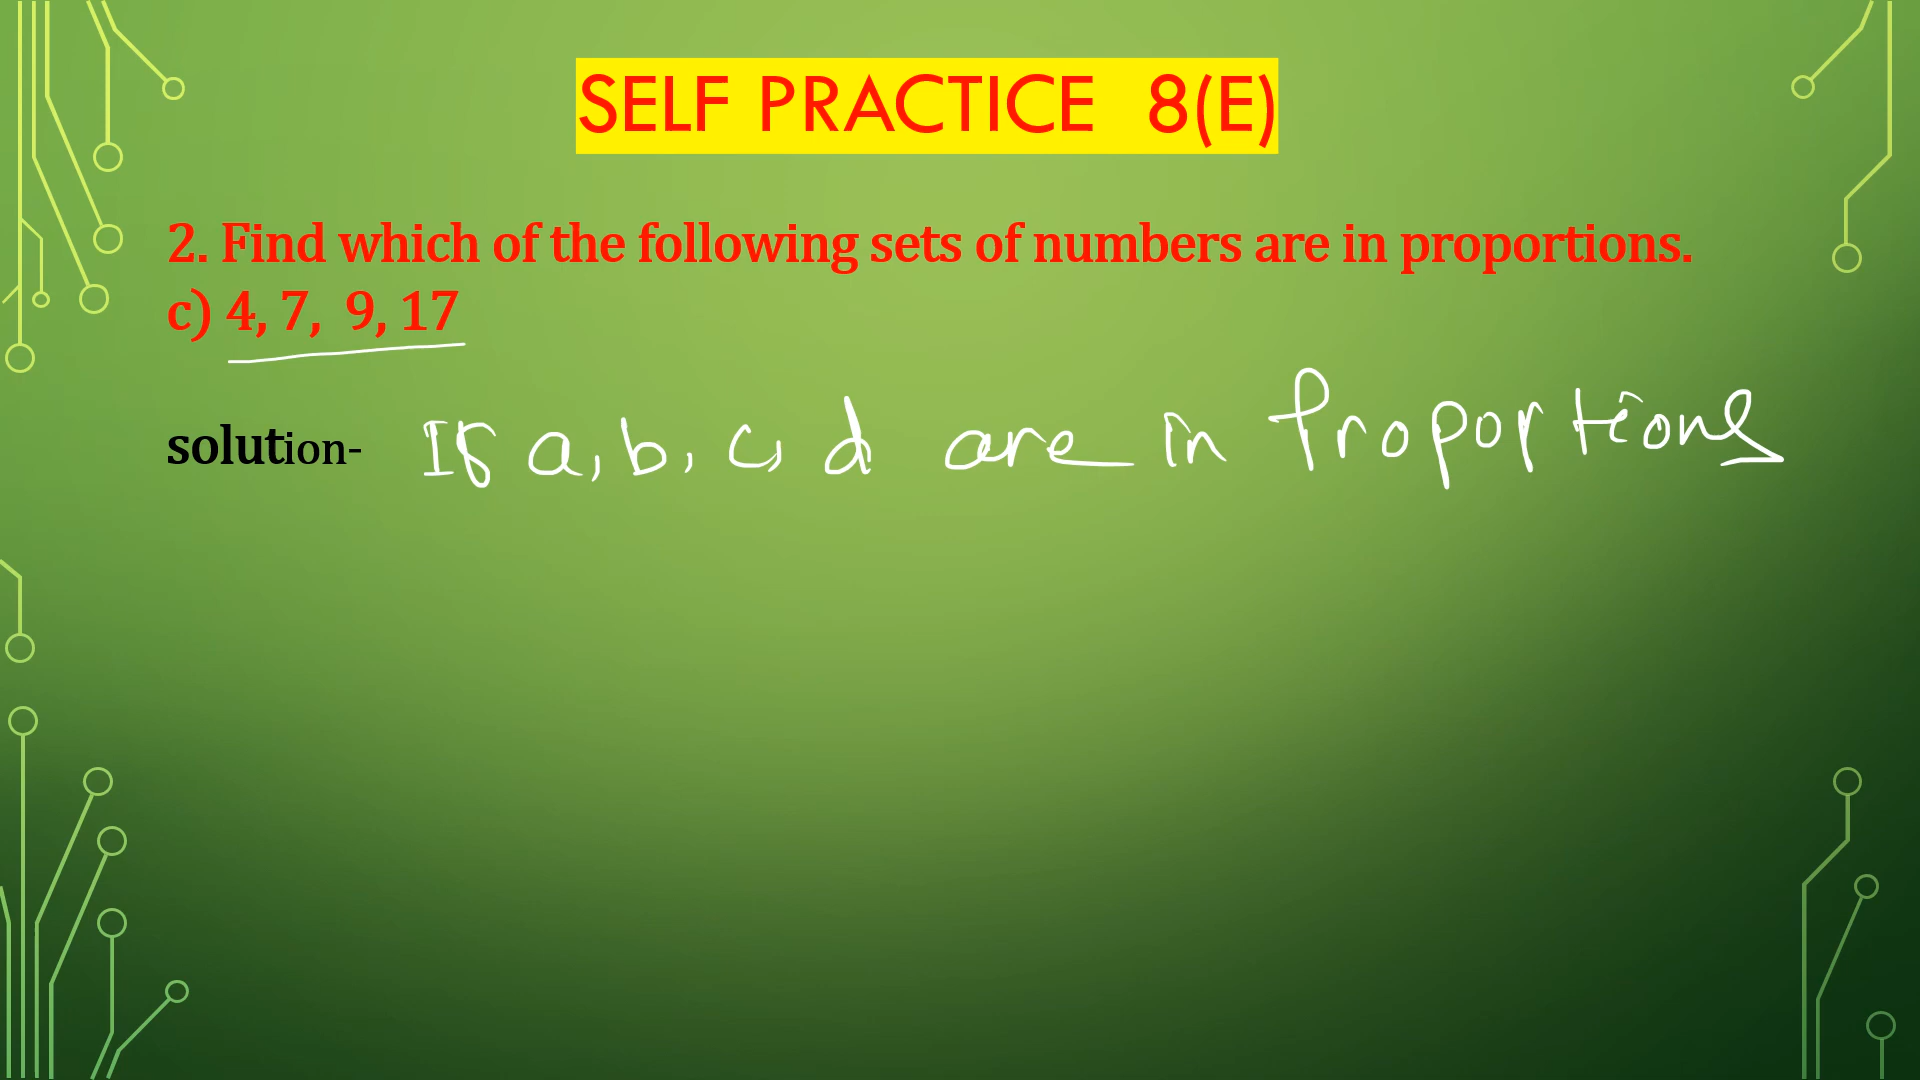 SELF PRACTICE 8(E)
2. Find which of the following sets of numbers are in proportions.
c) 4, 7, 9, 17
solution- If a, b, c, d are in Proportions